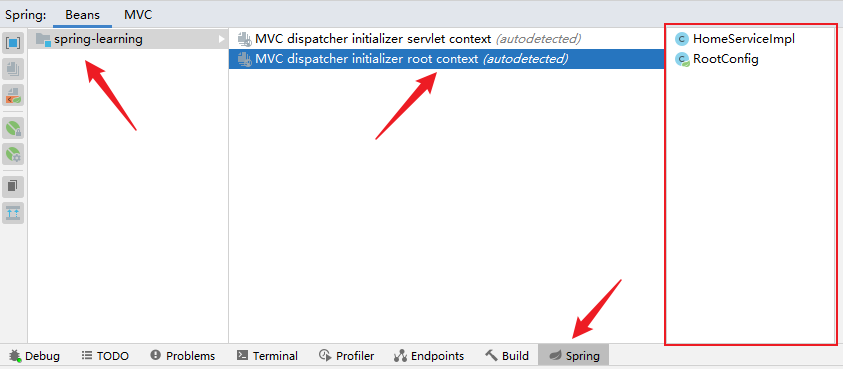 Spring: Beans MVC
spring-learning
MVC dispatcher initializer servlet context (autodetected)
MVC dispatcher initializer root context (autodetected)
C HomeServiceImpl
C RootConfig
Debug TODO Problems Terminal Profiler Endpoints Build Spring